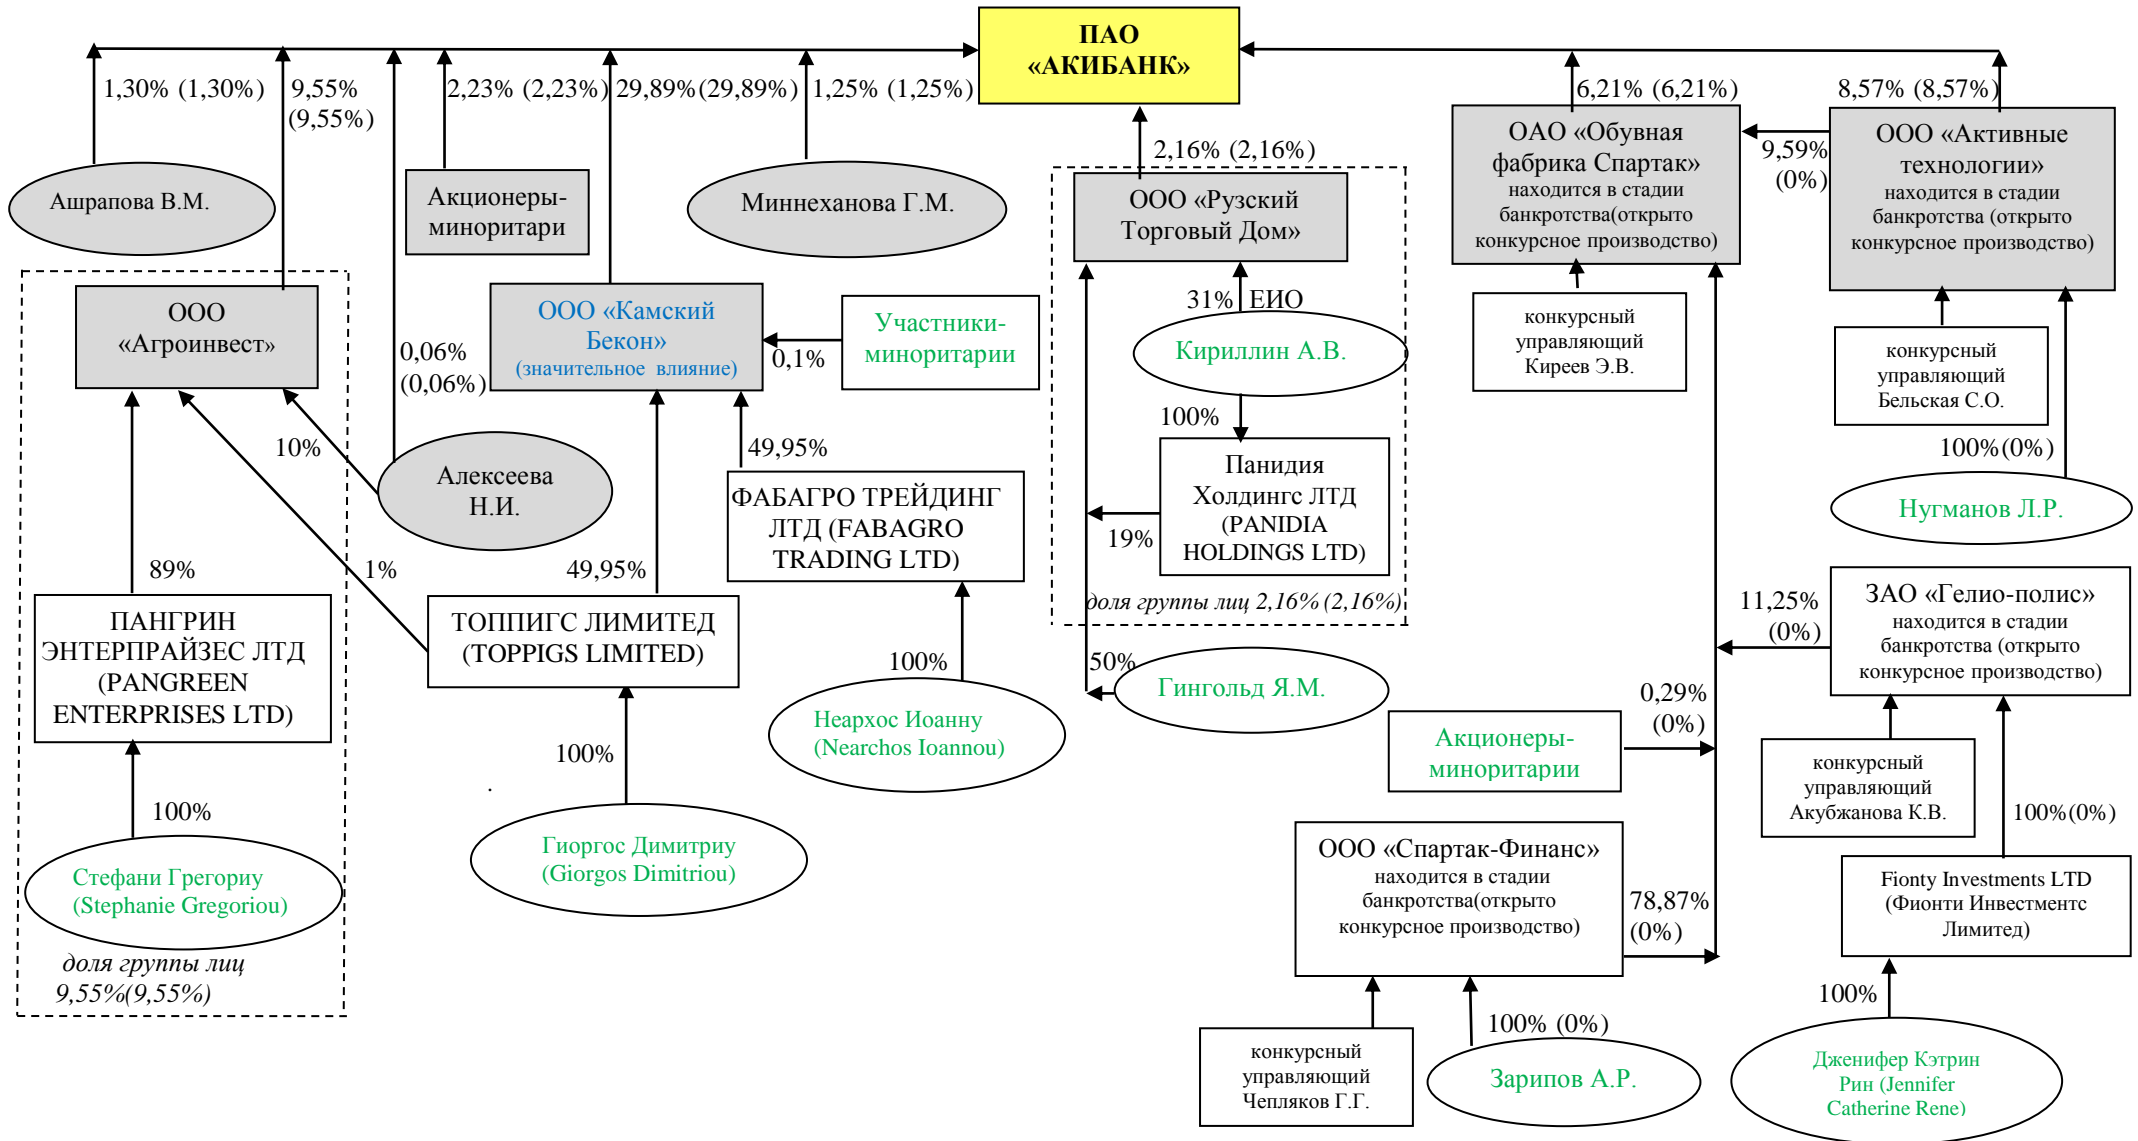 ПАО
«АКИБАНК»
1,30% (1,30%)
9,55%
(9,55%)
2,23% (2,23%)
29,89% (29,89%)
1,25% (1,25%)
6,21% (6,21%)
8,57% (8,57%)
2,16% (2,16%)
Ашрапова В.М.
Акционеры-
миноритари
Миннеханова Г.М.
ООО «Рузский
Торговый Дом»
ОАО «Обувная
фабрика Спартак»
находится в стадии
банкротства(открыто
конкурсное производство)
9,59%
(0%)
ООО «Активные
технологии»
находится в стадии
банкротства (открыто
конкурсное производство)
ООО
«Агроинвест»
0,06%
(0,06%)
ООО «Камский
Бекон»
(значительное влияние)
0,1%
Участники-
миноритарии
31% ЕИО
Кириллин А.В.
конкурсный
управляющий
Киреев Э.В.
конкурсный
управляющий
Бельская С.О.
10%
Алексеева
Н.И.
49,95%
100%
100%(0%)
ФАБАГРО ТРЕЙДИНГ
ЛТД (FABAGRO
TRADING LTD)
Панидия
Холдингс ЛТД
(PANIDIA
HOLDINGS LTD)
19%
Нугманов Л.Р.
89%
1%
49,95%
доля группы лиц 2,16% (2,16%)
11,25%
(0%)
ЗАО «Гелио-полис»
находится в стадии
банкротства (открыто
конкурсное производство)
ПАНГРИН
ЭНТЕРПРАЙЗЕС ЛТД
(PANGREEN
ENTERPRISES LTD)
ТОППИГС ЛИМИТЕД
(TOPPIGS LIMITED)
100%
50%
Гингольд Я.М.
0,29%
(0%)
Неархос Иоанну
(Nearchos Ioannou)
Акционеры-
миноритарии
конкурсный
управляющий
Акубжанова К.В.
100%(0%)
100%
.
100%
Гиоргос Димитриу
(Giorgos Dimitriou)
ООО «Спартак-Финанс»
находится в стадии
банкротства(открыто
конкурсное производство)
78,87%
(0%)
Fionty Investments LTD
(Фионти Инвестментс
Лимитед)
Стефани Грегориу
(Stephanie Gregoriou)
доля группы лиц
9,55%(9,55%)
100%
100% (0%)
конкурсный
управляющий
Чепляков Г.Г.
Зарипов А.Р.
Дженифер Кэтрин
Рин (Jennifer
Catherine Rene)